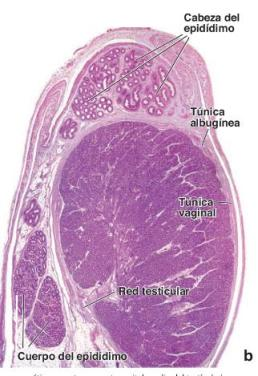 Cabeza del
epidídimo
Túnica
albugínea
Túnica
vaginal
Red testicular
Cuerpo del epidídimo
b